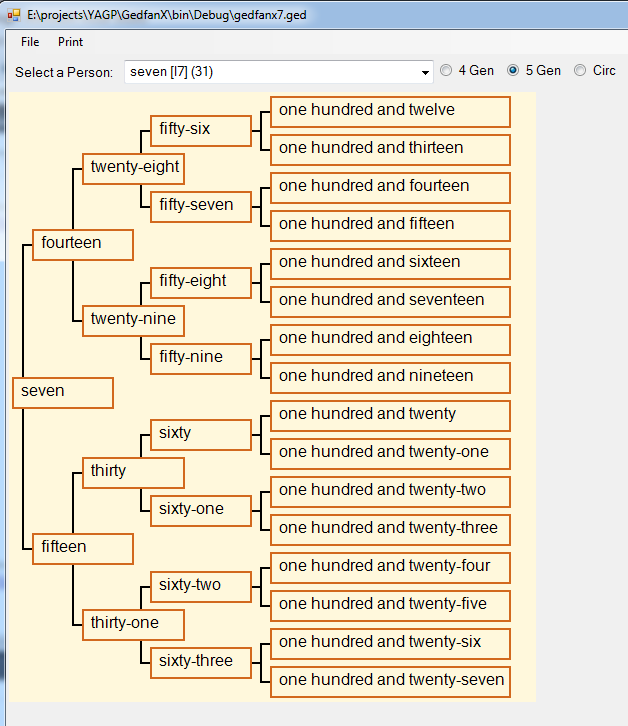 E:\projects\YAGP\GedfanX\bin\Debug\gedfanx7.ged
File Print
Select a Person: seven [I7] (31) 4 Gen 5 Gen Circ
one hundred and twelve
fifty-six
one hundred and thirteen
twenty-eight
one hundred and fourteen
fifty-seven
one hundred and fifteen
fourteen
one hundred and sixteen
fifty-eight
one hundred and seventeen
twenty-nine
one hundred and eighteen
fifty-nine
one hundred and nineteen
seven
one hundred and twenty
sixty
one hundred and twenty-one
thirty
one hundred and twenty-two
sixty-one
one hundred and twenty-three
fifteen
one hundred and twenty-four
sixty-two
one hundred and twenty-five
thirty-one
one hundred and twenty-six
sixty-three
one hundred and twenty-seven